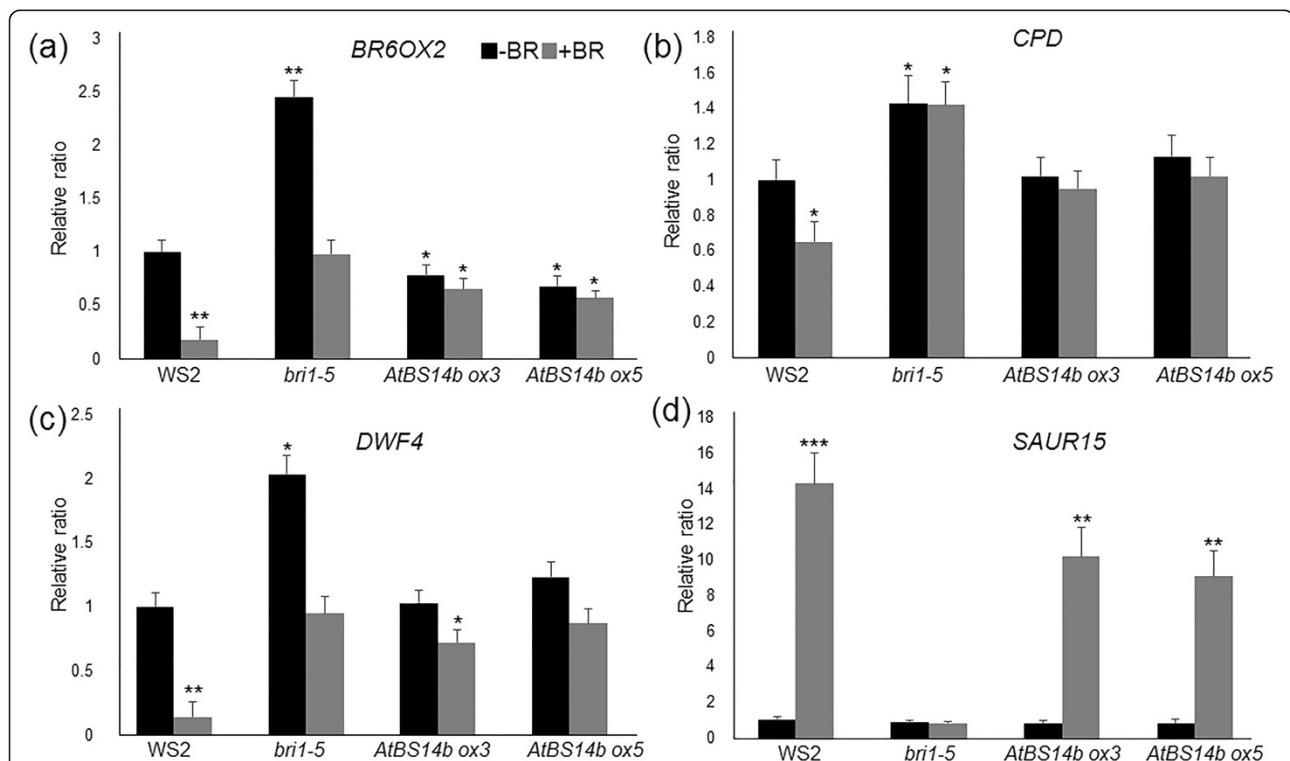 (a)
BR6OX2
-BR +BR
Relative ratio
3
2.5
2
1.5
1
0.5
0
**
**
*
*
*
*
WS2 bri1-5 AtBS14b ox3 AtBS14b ox5
(b)
CPD
Relative ratio
1.8
1.6
1.4
1.2
1
0.8
0.6
0.4
0.2
0
*
*
*
WS2 bri1-5 AtBS14b ox3 AtBS14b ox5
(c)
DWF4
Relative ratio
2.5
2
1.5
1
0.5
0
**
*
*
WS2 bri1-5 AtBS14b ox3 AtBS14b ox5
(d)
SAUR15
Relative ratio
18
16
14
12
10
8
6
4
2
0
***
**
**
WS2 bri1-5 AtBS14b ox3 AtBS14b ox5